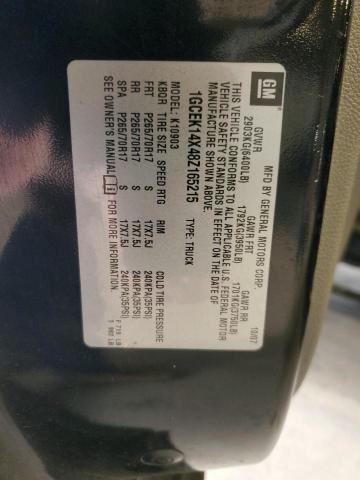 GM
MFD BY GENERAL MOTORS CORP. 10/07
GVWR GAWR FRT GAWR RR
2903KG(6400LB) 1792KG(3950LB) 1701KG(3750LB)
THIS VEHICLE CONFORMS TO ALL APPLICABLE U.S. FEDERAL MOTOR
VEHICLE SAFETY STANDARDS IN EFFECT ON THE DATE OF
MANUFACTURE SHOWN ABOVE.
1GCEK14X48Z165215 TYPE: TRUCK
MODEL: K10903
KBQR TIRE SIZE SPEED RTG RIM COLD TIRE PRESSURE
FRT P265/70R17 S 17X7.5J 240KPA(35PSI)
RR P265/70R17 S 17X7.5J 240KPA(35PSI)
SPA P265/70R17 S 17X7.5J 240KPA(35PSI)
SEE OWNER'S MANUAL FOR MORE INFORMATION.